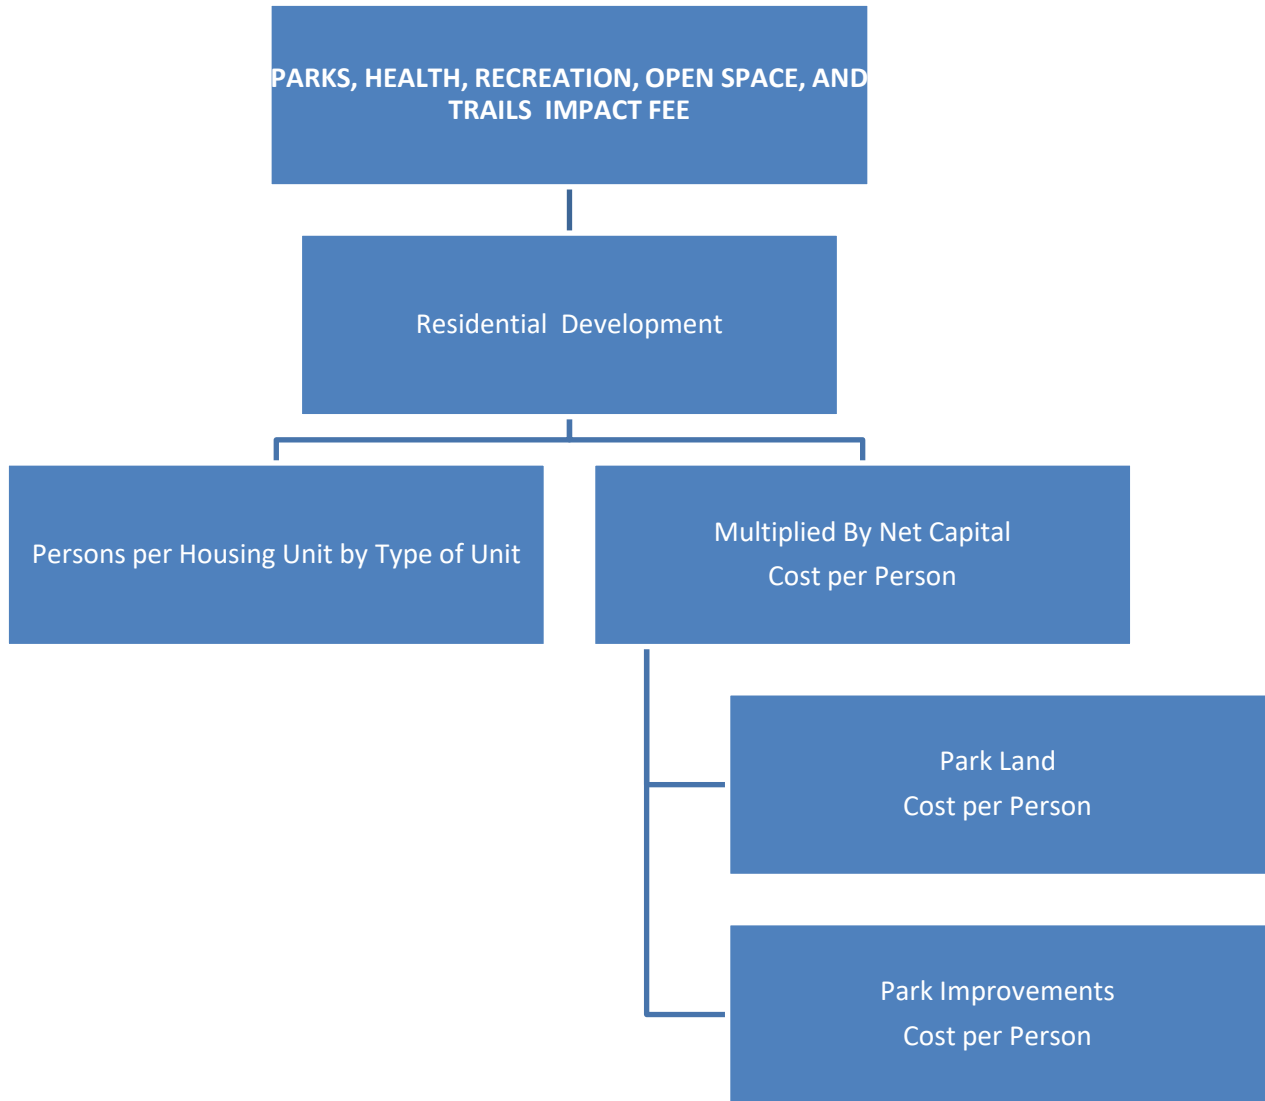 PARKS, HEALTH, RECREATION, OPEN SPACE, AND
TRAILS IMPACT FEE
Residential Development
Persons per Housing Unit by Type of Unit
Multiplied By Net Capital
Cost per Person
Park Land
Cost per Person
Park Improvements
Cost per Person